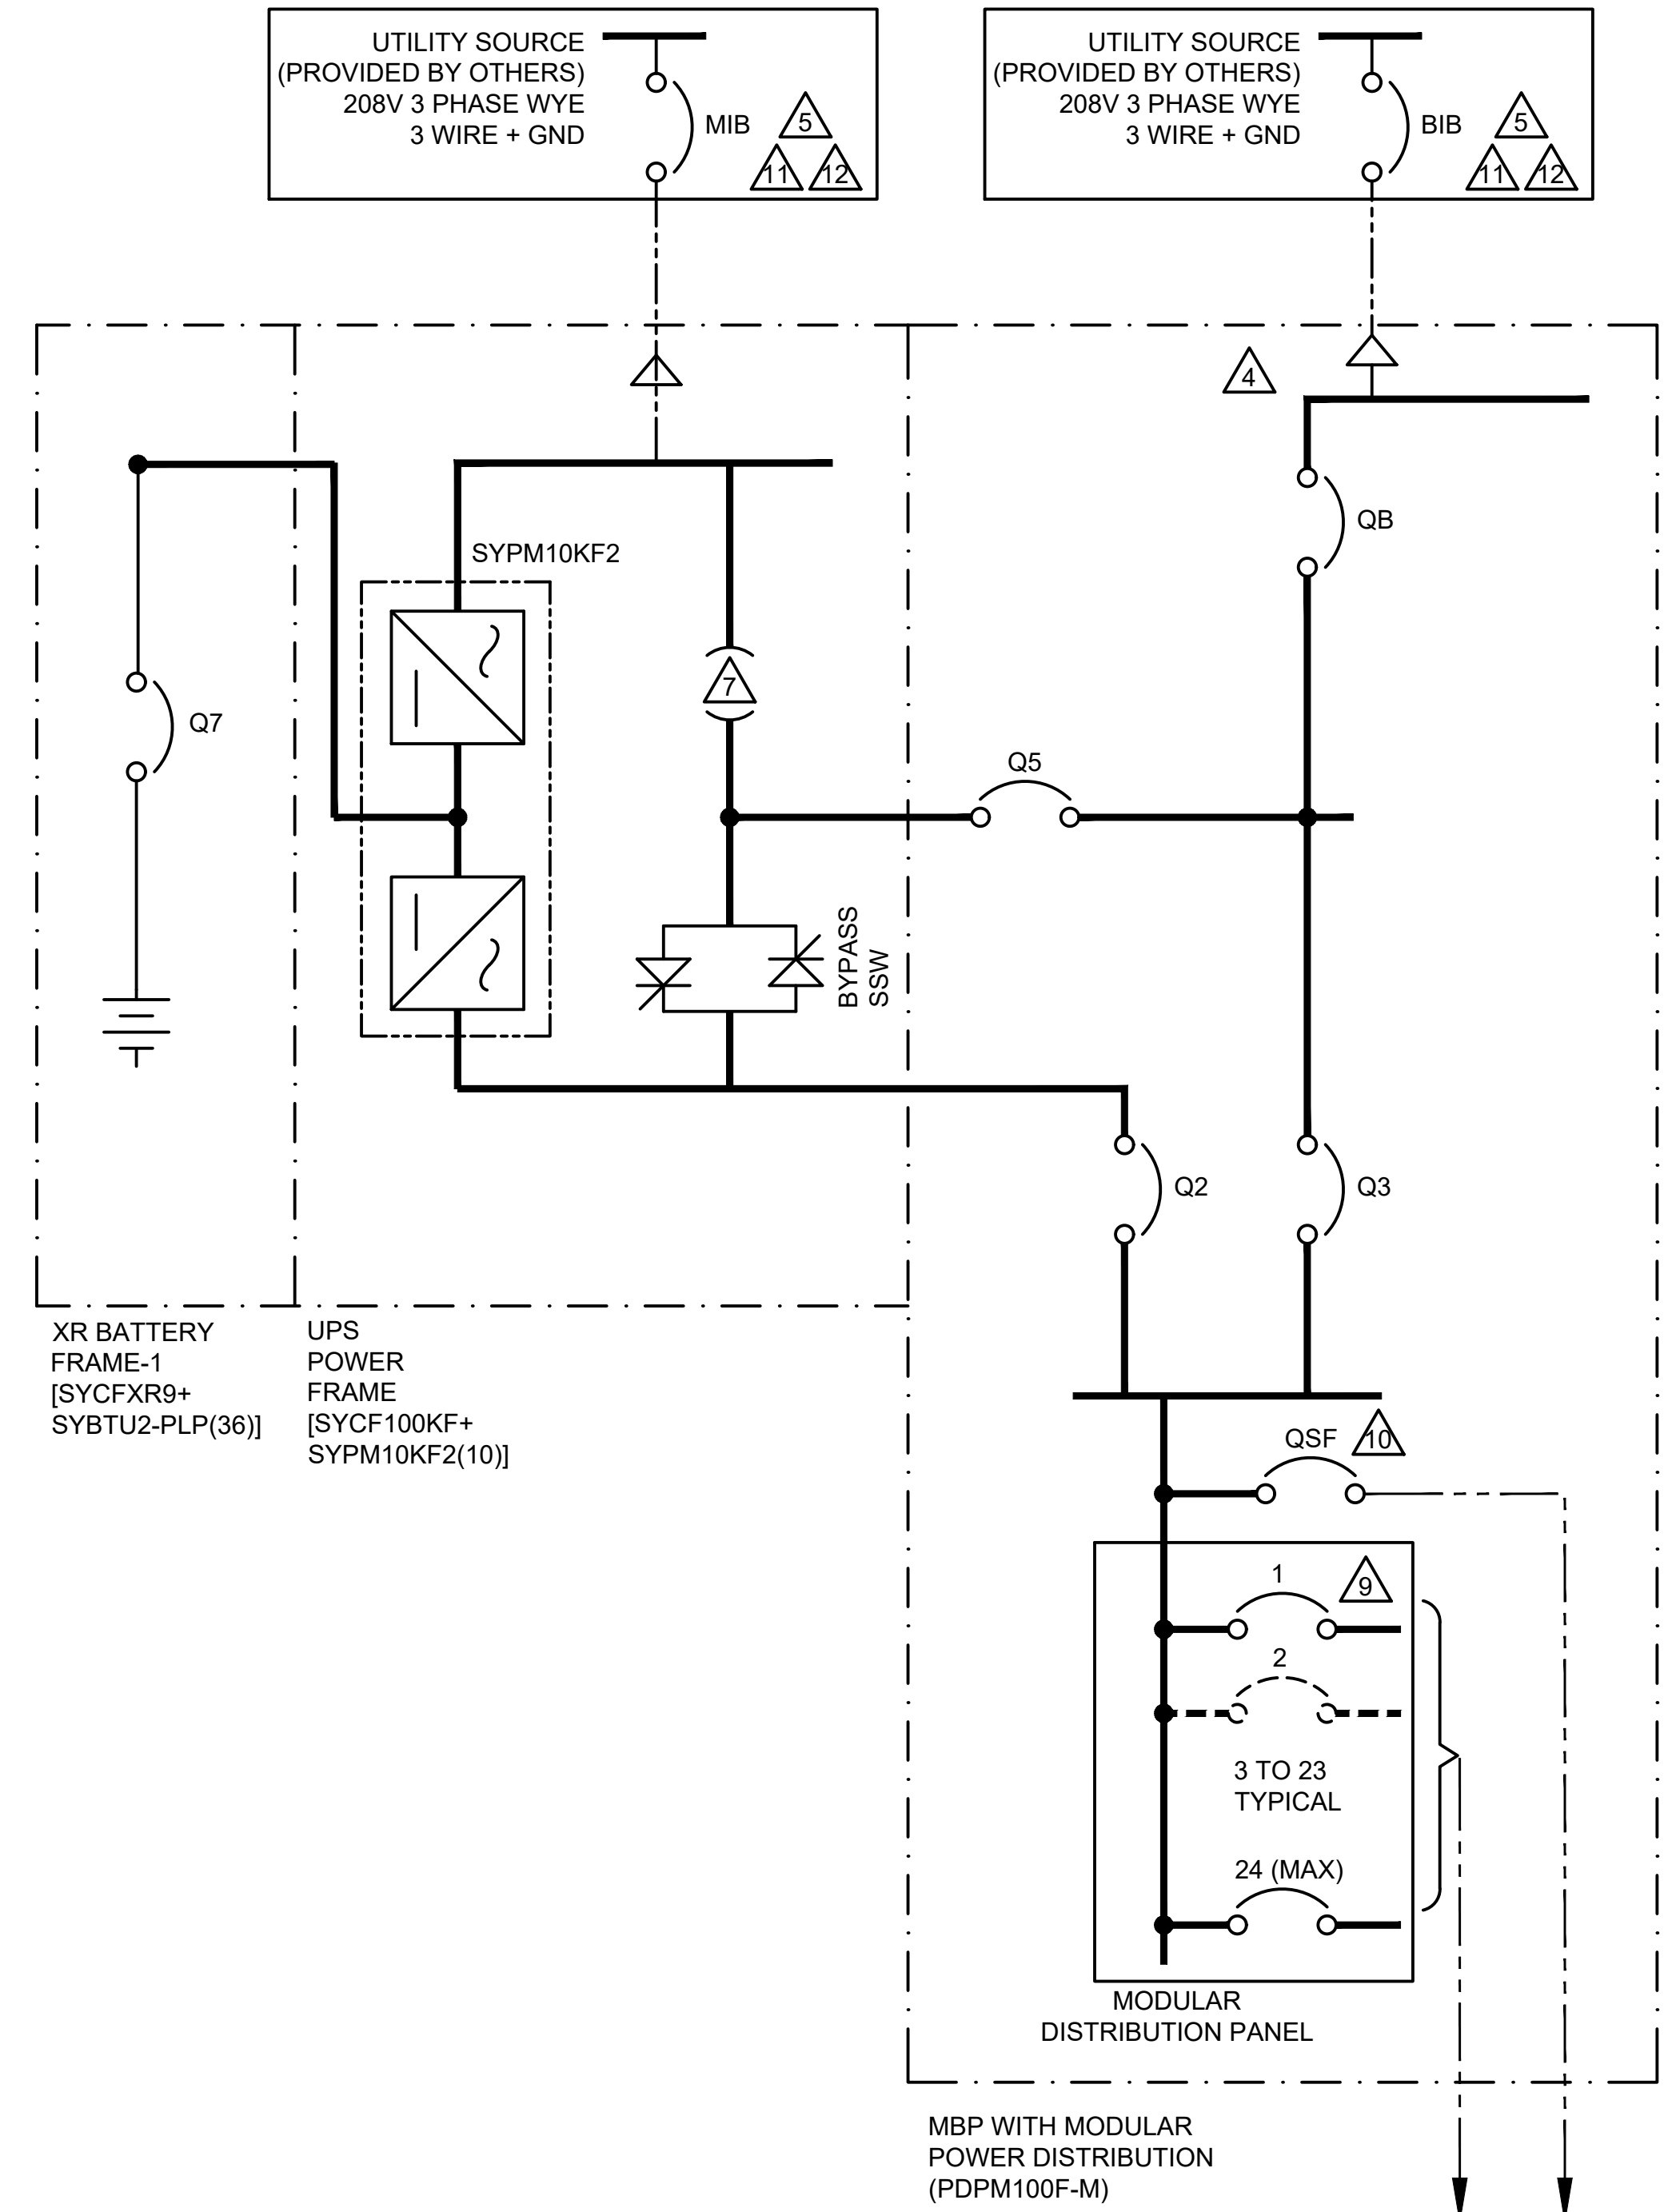 UTILITY SOURCE
(PROVIDED BY OTHERS)
208V 3 PHASE WYE
3 WIRE + GND
MIB
5
11
12
UTILITY SOURCE
(PROVIDED BY OTHERS)
208V 3 PHASE WYE
3 WIRE + GND
BIB
5
11
12
4
QB
SYPM10KF2
7
Q7
Q5
BYPASS
SSW
Q2
Q3
XR BATTERY
FRAME-1
[SYCFXR9+
SYBTU2-PLP(36)]
UPS
POWER
FRAME
[SYCF100KF+
SYPM10KF2(10)]
QSF
10
1
9
2
3 TO 23
TYPICAL
24 (MAX)
MODULAR
DISTRIBUTION PANEL
MBP WITH MODULAR
POWER DISTRIBUTION
(PDPM100F-M)